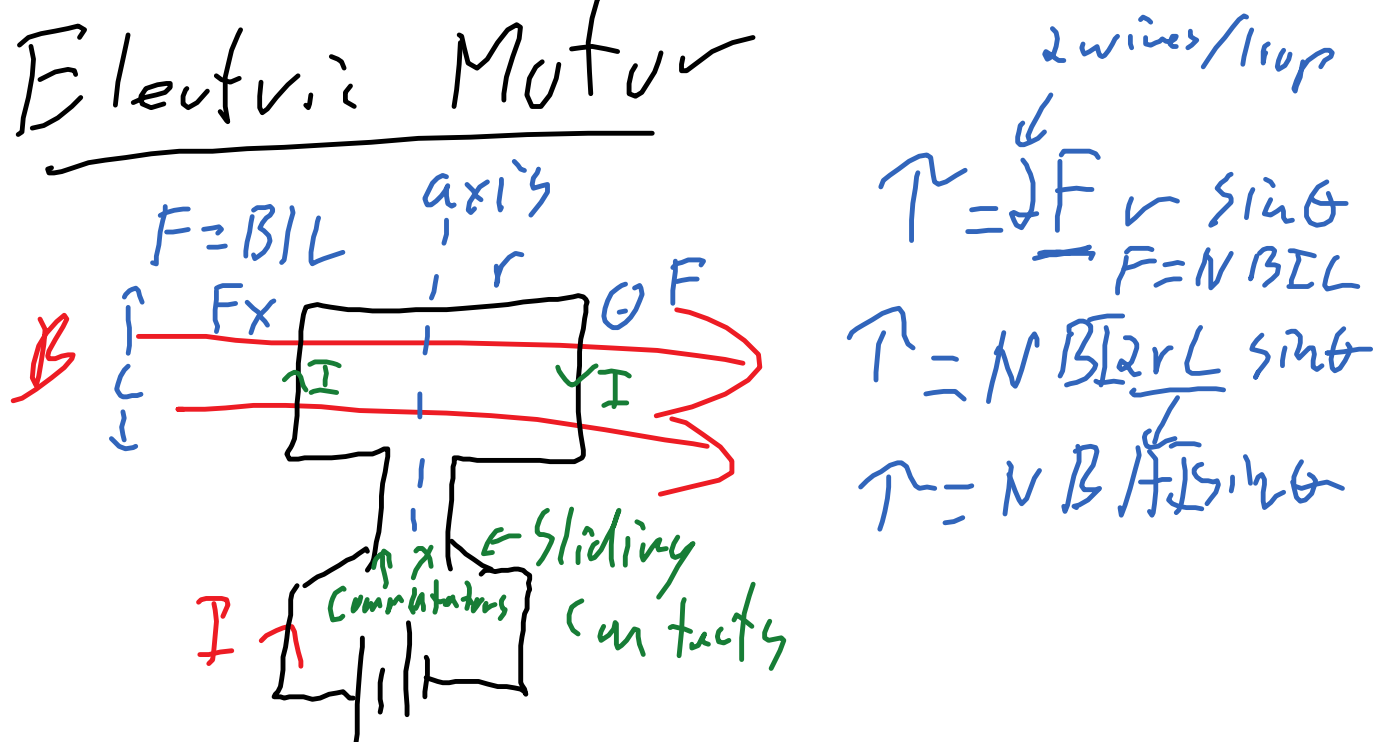 Electric Motor
2 wires/loop
axis
F=BIL
r
τ=2F r sinθ
F=NBIL
B
L
Fx
θ
F
I
I
τ=NBI2rL sinθ
τ=NBAI sinθ
←Sliding
Contacts
x
Commutators
I